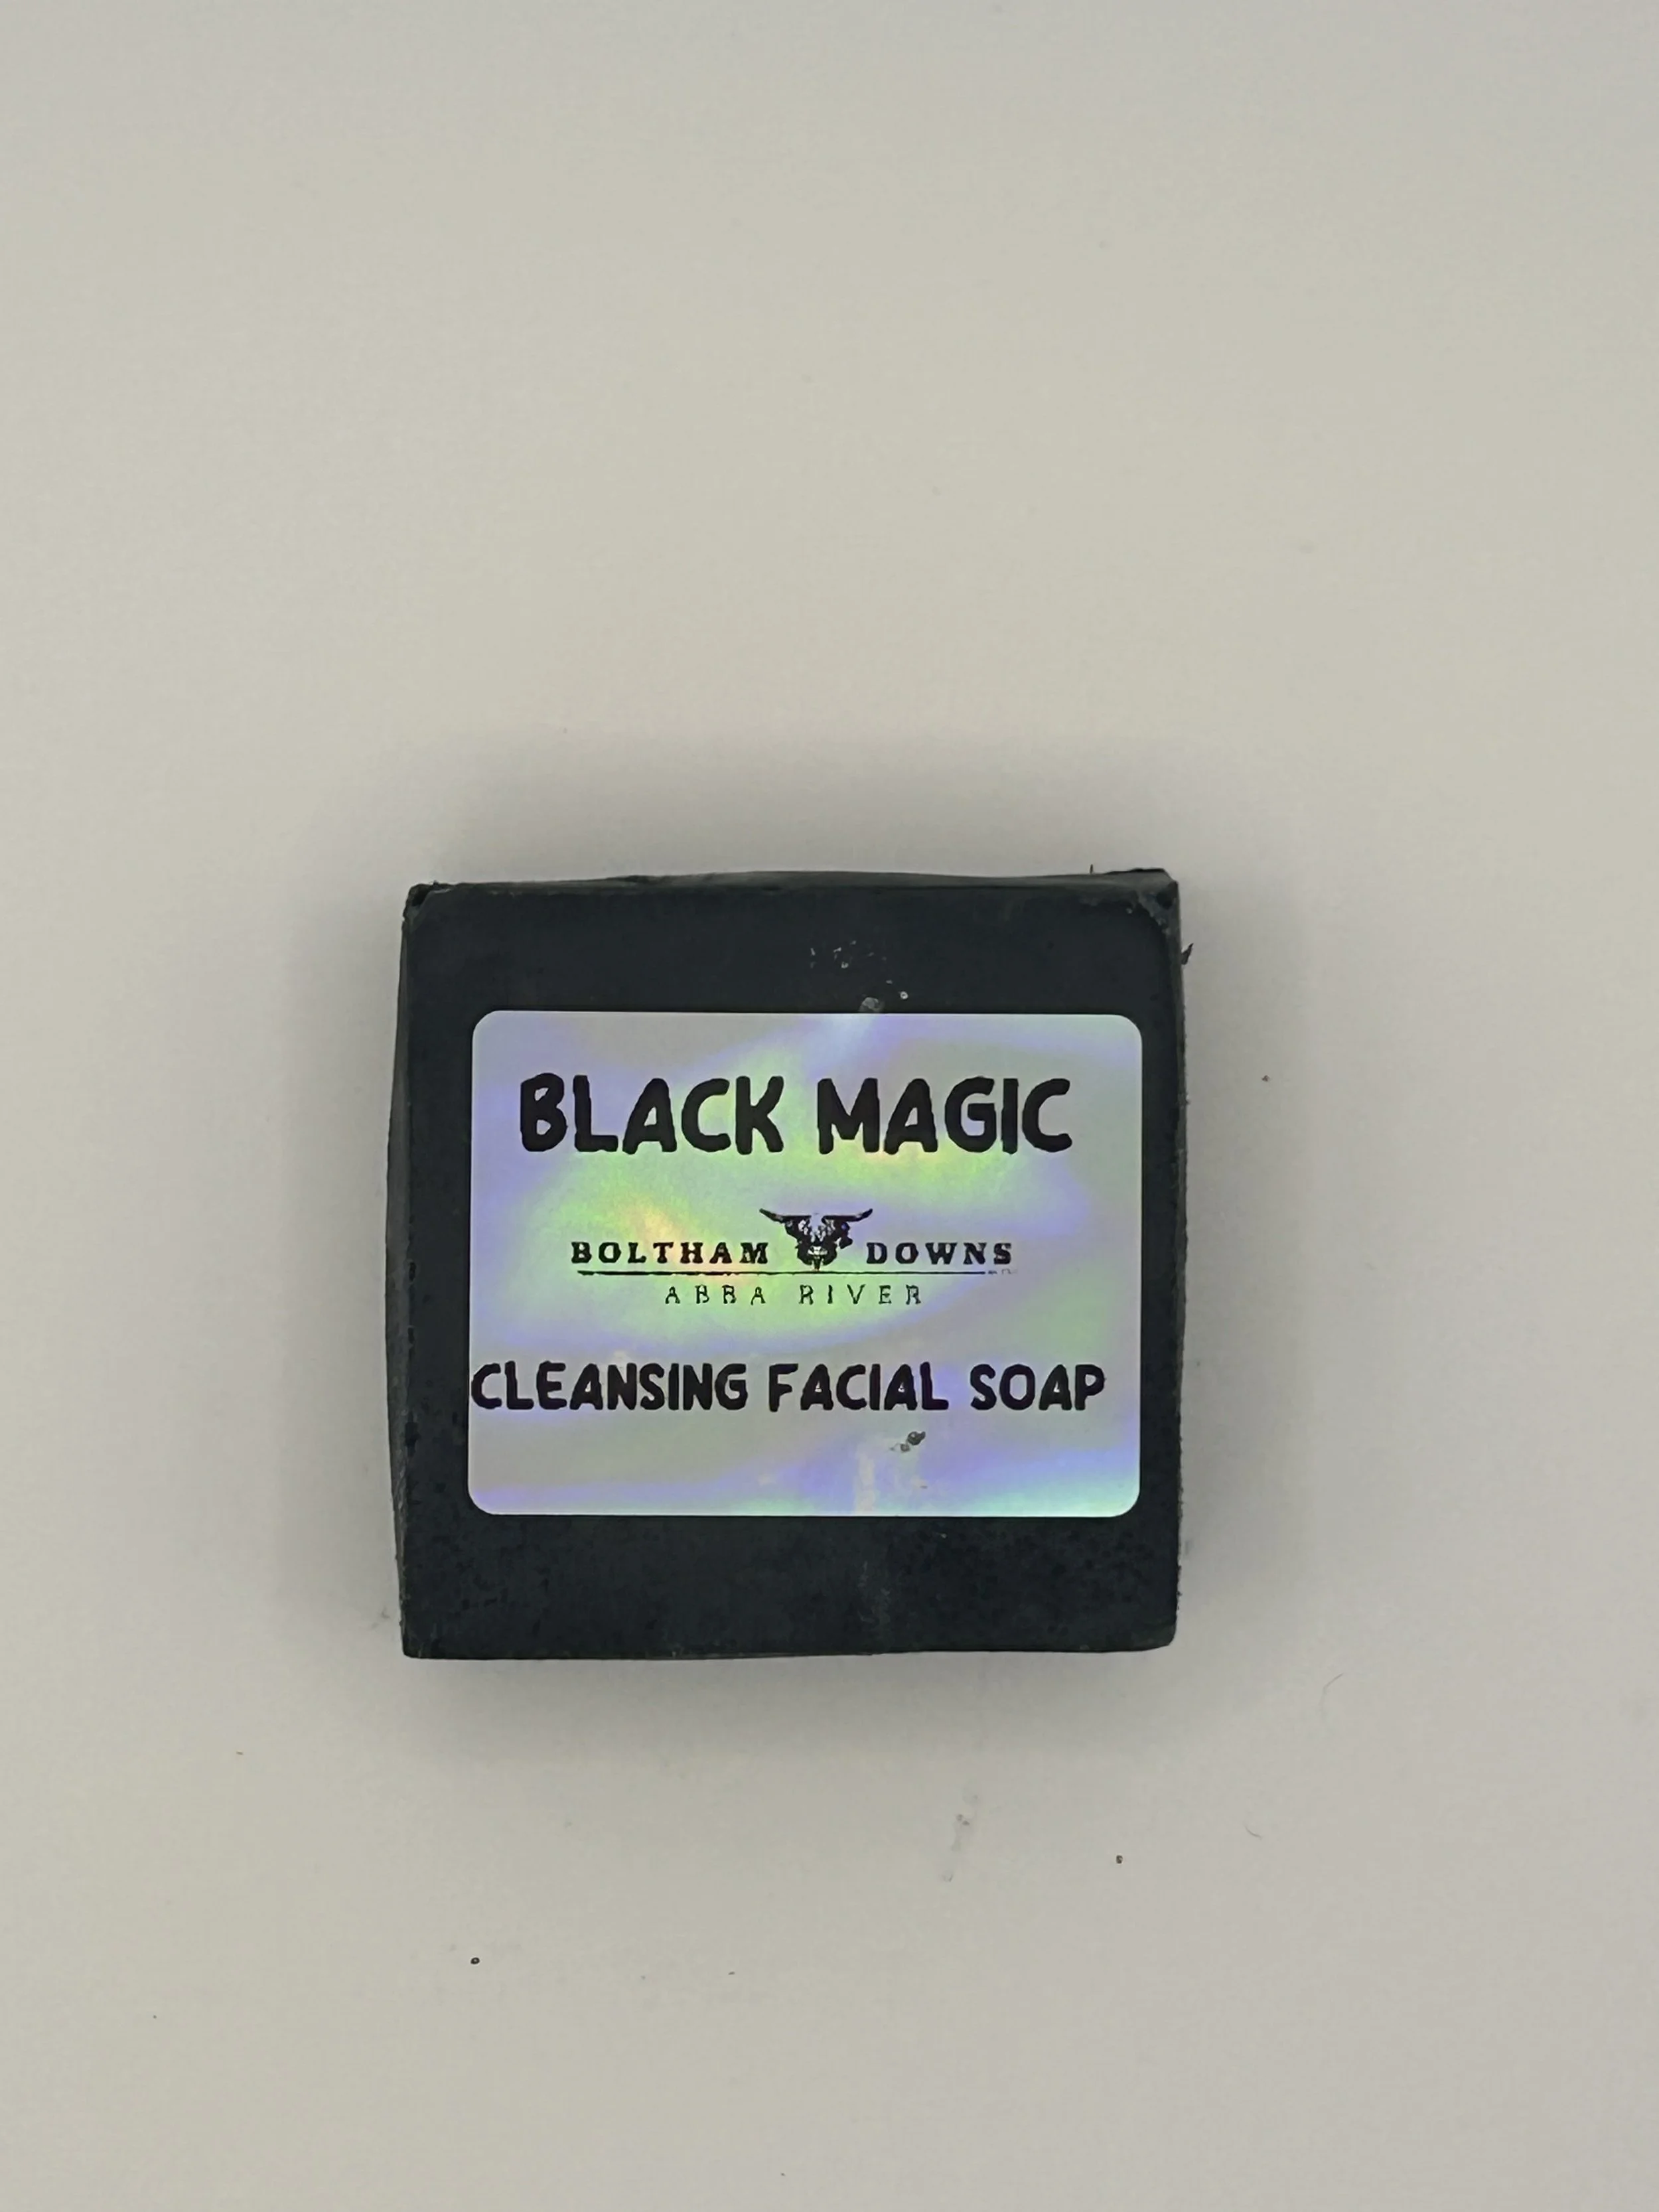 BLACK MAGIC
BOLTHAM DOWNS
ABBA RIVER
CLEANSING FACIAL SOAP